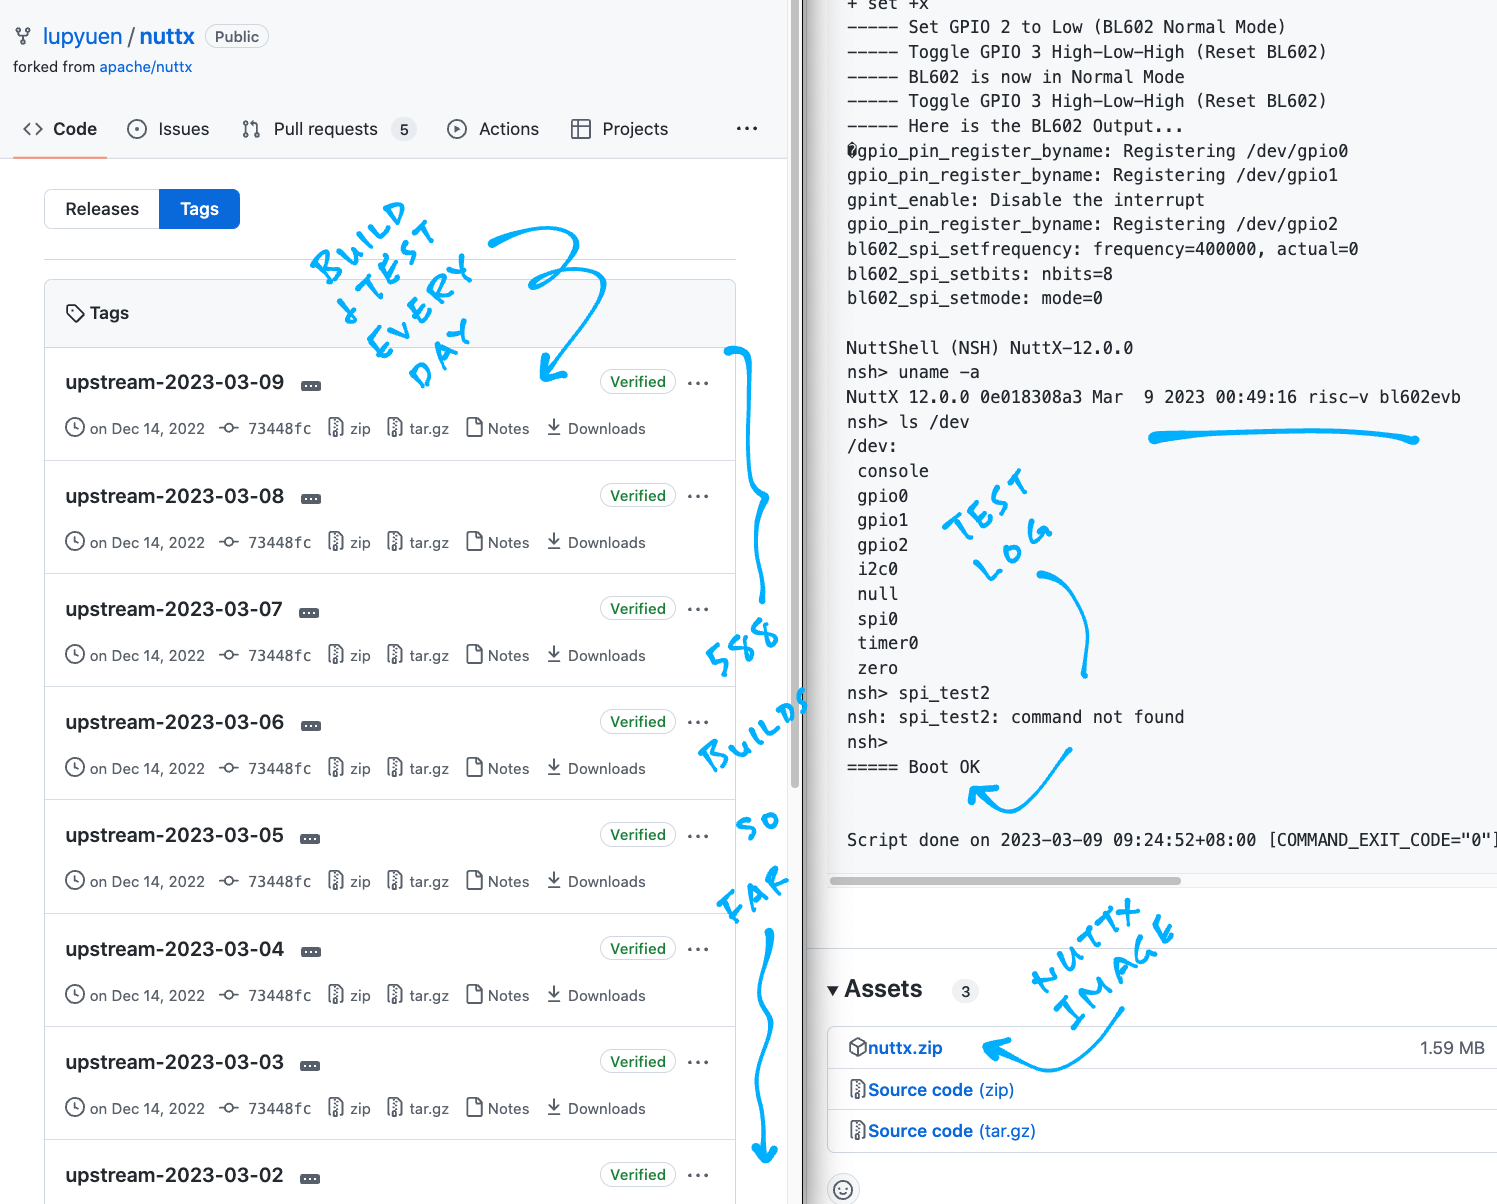 lupyuen / nuttx Public
forked from apache/nuttx
Code Issues Pull requests 5 Actions Projects ...
Releases Tags
BUILD
& TEST
EVERY
DAY
Tags
upstream-2023-03-09 ... Verified ...
on Dec 14, 2022 73448fc zip tar.gz Notes Downloads
upstream-2023-03-08 ... Verified ...
on Dec 14, 2022 73448fc zip tar.gz Notes Downloads
upstream-2023-03-07 ... Verified ...
on Dec 14, 2022 73448fc zip tar.gz Notes Downloads
upstream-2023-03-06 ... Verified ...
on Dec 14, 2022 73448fc zip tar.gz Notes Downloads
upstream-2023-03-05 ... Verified ...
on Dec 14, 2022 73448fc zip tar.gz Notes Downloads
upstream-2023-03-04 ... Verified ...
on Dec 14, 2022 73448fc zip tar.gz Notes Downloads
upstream-2023-03-03 ... Verified ...
on Dec 14, 2022 73448fc zip tar.gz Notes Downloads
upstream-2023-03-02 ... Verified ...
588
BUILDS
SO
FAR
+ set +x
----- Set GPIO 2 to Low (BL602 Normal Mode)
----- Toggle GPIO 3 High-Low-High (Reset BL602)
----- BL602 is now in Normal Mode
----- Toggle GPIO 3 High-Low-High (Reset BL602)
----- Here is the BL602 Output...
�gpio_pin_register_byname: Registering /dev/gpio0
gpio_pin_register_byname: Registering /dev/gpio1
gpint_enable: Disable the interrupt
gpio_pin_register_byname: Registering /dev/gpio2
bl602_spi_setfrequency: frequency=400000, actual=0
bl602_spi_setbits: nbits=8
bl602_spi_setmode: mode=0
NuttShell (NSH) NuttX-12.0.0
nsh> uname -a
NuttX 12.0.0 0e018308a3 Mar  9 2023 00:49:16 risc-v bl602evb
nsh> ls /dev
/dev:
console
gpio0
gpio1
gpio2
i2c0
null
spi0
timer0
zero
TEST
LOG
nsh> spi_test2
nsh: spi_test2: command not found
nsh>
===== Boot OK
Script done on 2023-03-09 09:24:52+08:00 [COMMAND_EXIT_CODE="0"]
NUTTX
IMAGE
Assets 3
nuttx.zip 1.59 MB
Source code (zip)
Source code (tar.gz)